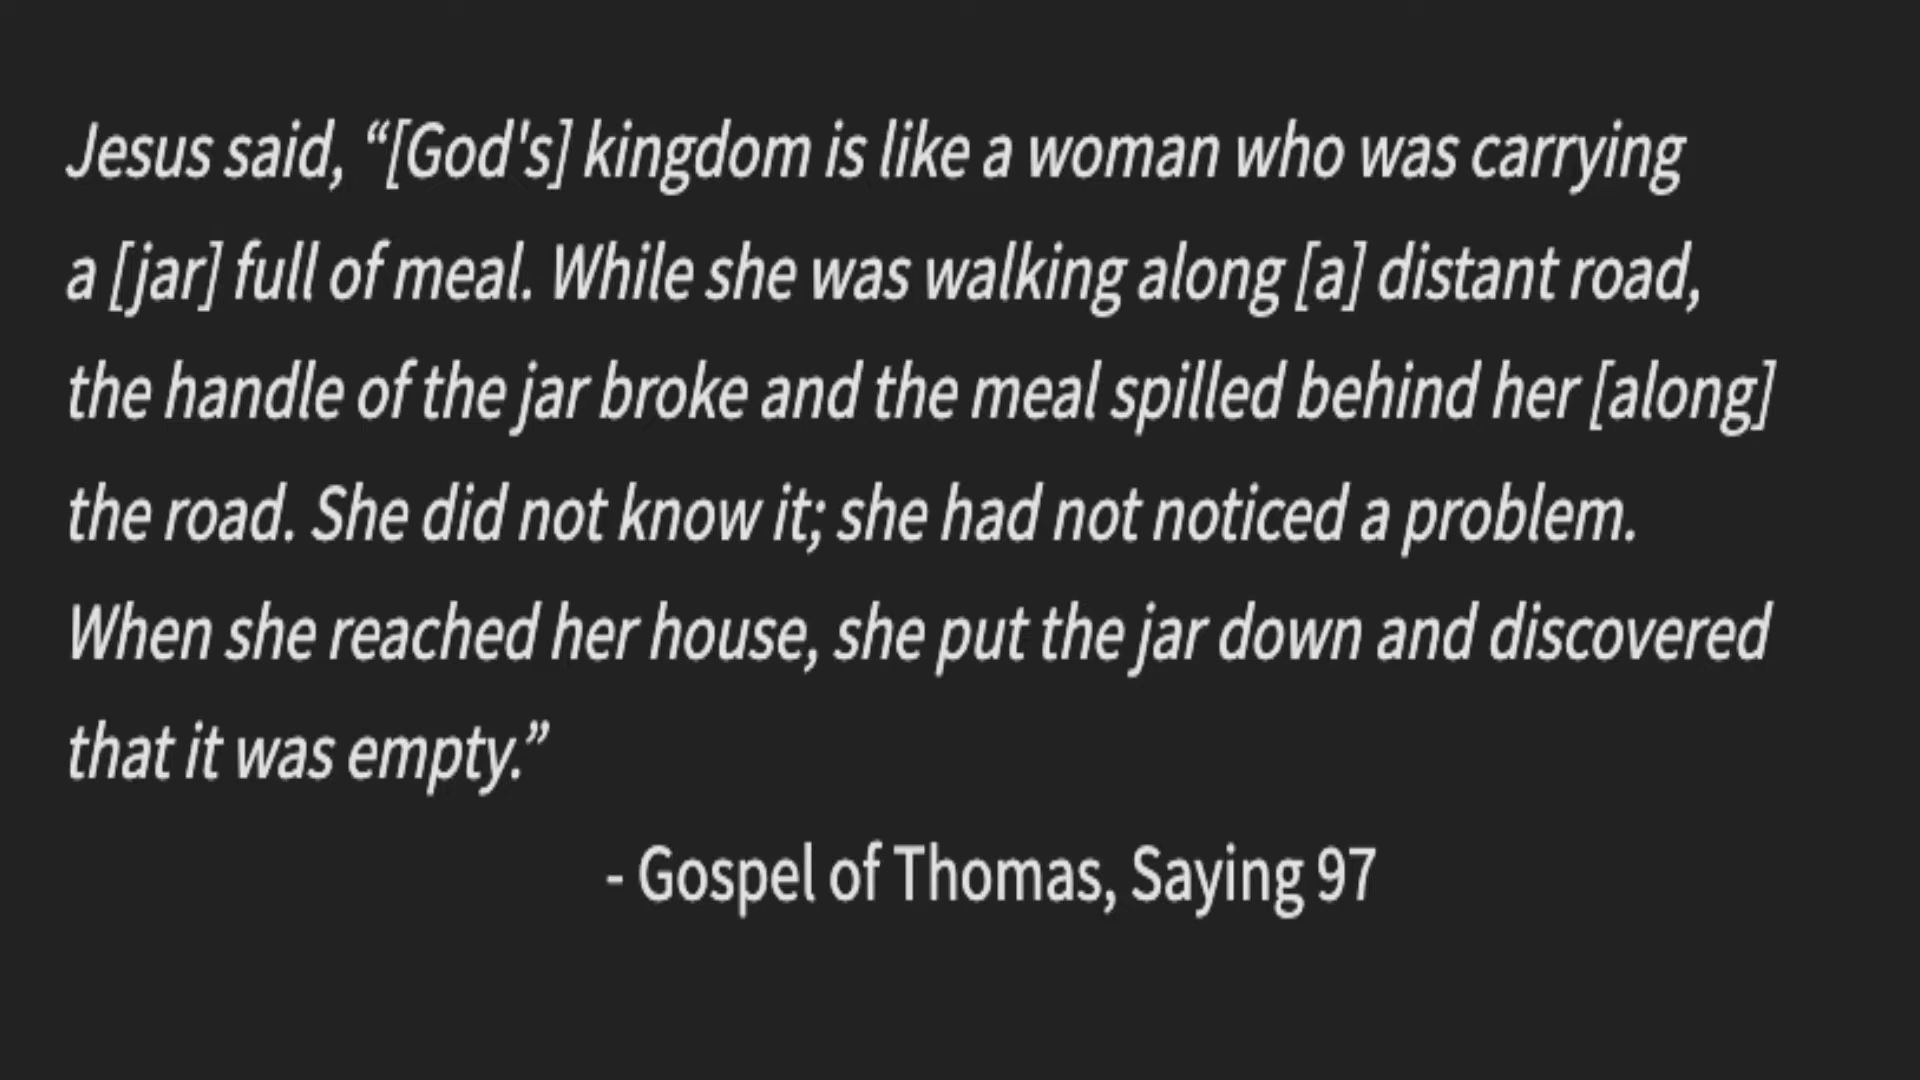 Jesus said, “[God's] kingdom is like a woman who was carrying
a [jar] full of meal. While she was walking along [a] distant road,
the handle of the jar broke and the meal spilled behind her [along]
the road. She did not know it; she had not noticed a problem.
When she reached her house, she put the jar down and discovered
that it was empty.”
- Gospel of Thomas, Saying 97